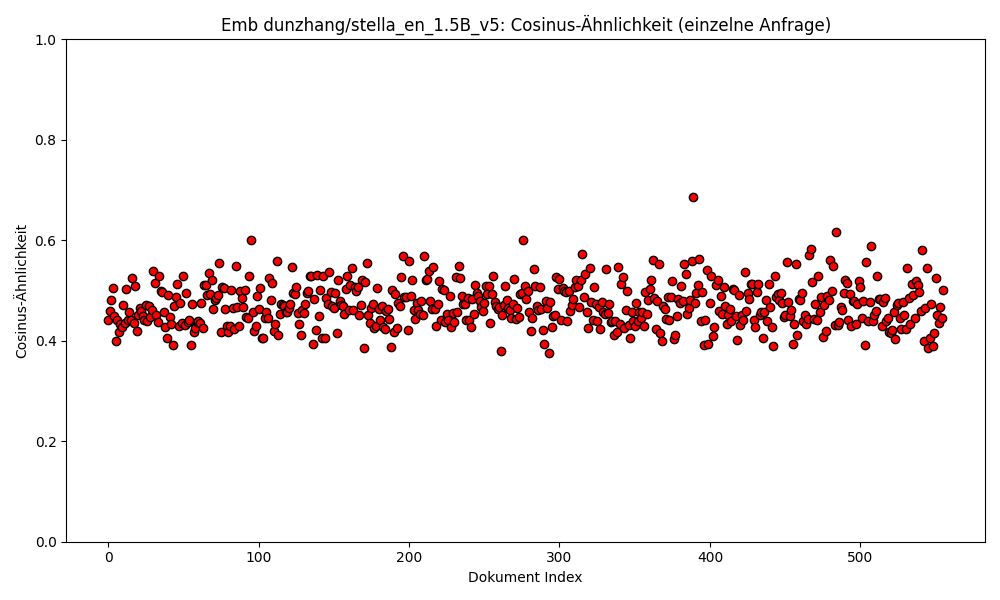 Emb dunzhang/stella_en_1.5B_v5: Cosinus-Ähnlichkeit (einzelne Anfrage)
1.0
0.8
0.6
0.4
0.2
0.0
Cosinus-Ähnlichkeit
0 100 200 300 400 500
Dokument Index